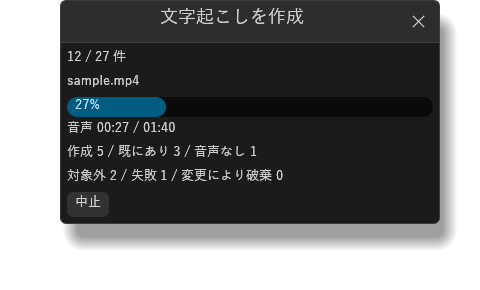 文字起こしを作成
12 / 27 件
sample.mp4
27%
音声 00:27 / 01:40
作成 5 / 既にあり 3 / 音声なし 1
対象外 2 / 失敗 1 / 変更により破棄 0
中止